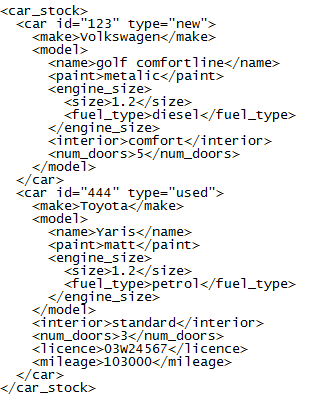 <car_stock>
  <car id="123" type="new">
    <make>Volkswagen</make>
    <model>
      <name>golf comfortline</name>
      <paint>metalic</paint>
      <engine_size>
        <size>1.2</size>
        <fuel_type>diesel</fuel_type>
      </engine_size>
      <interior>comfort</interior>
      <num_doors>5</num_doors>
    </model>
  </car>
  <car id="444" type="used">
    <make>Toyota</make>
    <model>
      <name>Yaris</name>
      <paint>matt</paint>
      <engine_size>
        <size>1.2</size>
        <fuel_type>petrol</fuel_type>
      </engine_size>
    </model>
    <interior>standard</interior>
    <num_doors>3</num_doors>
    <licence>03W24567</licence>
    <mileage>103000</mileage>
  </car>
</car_stock>